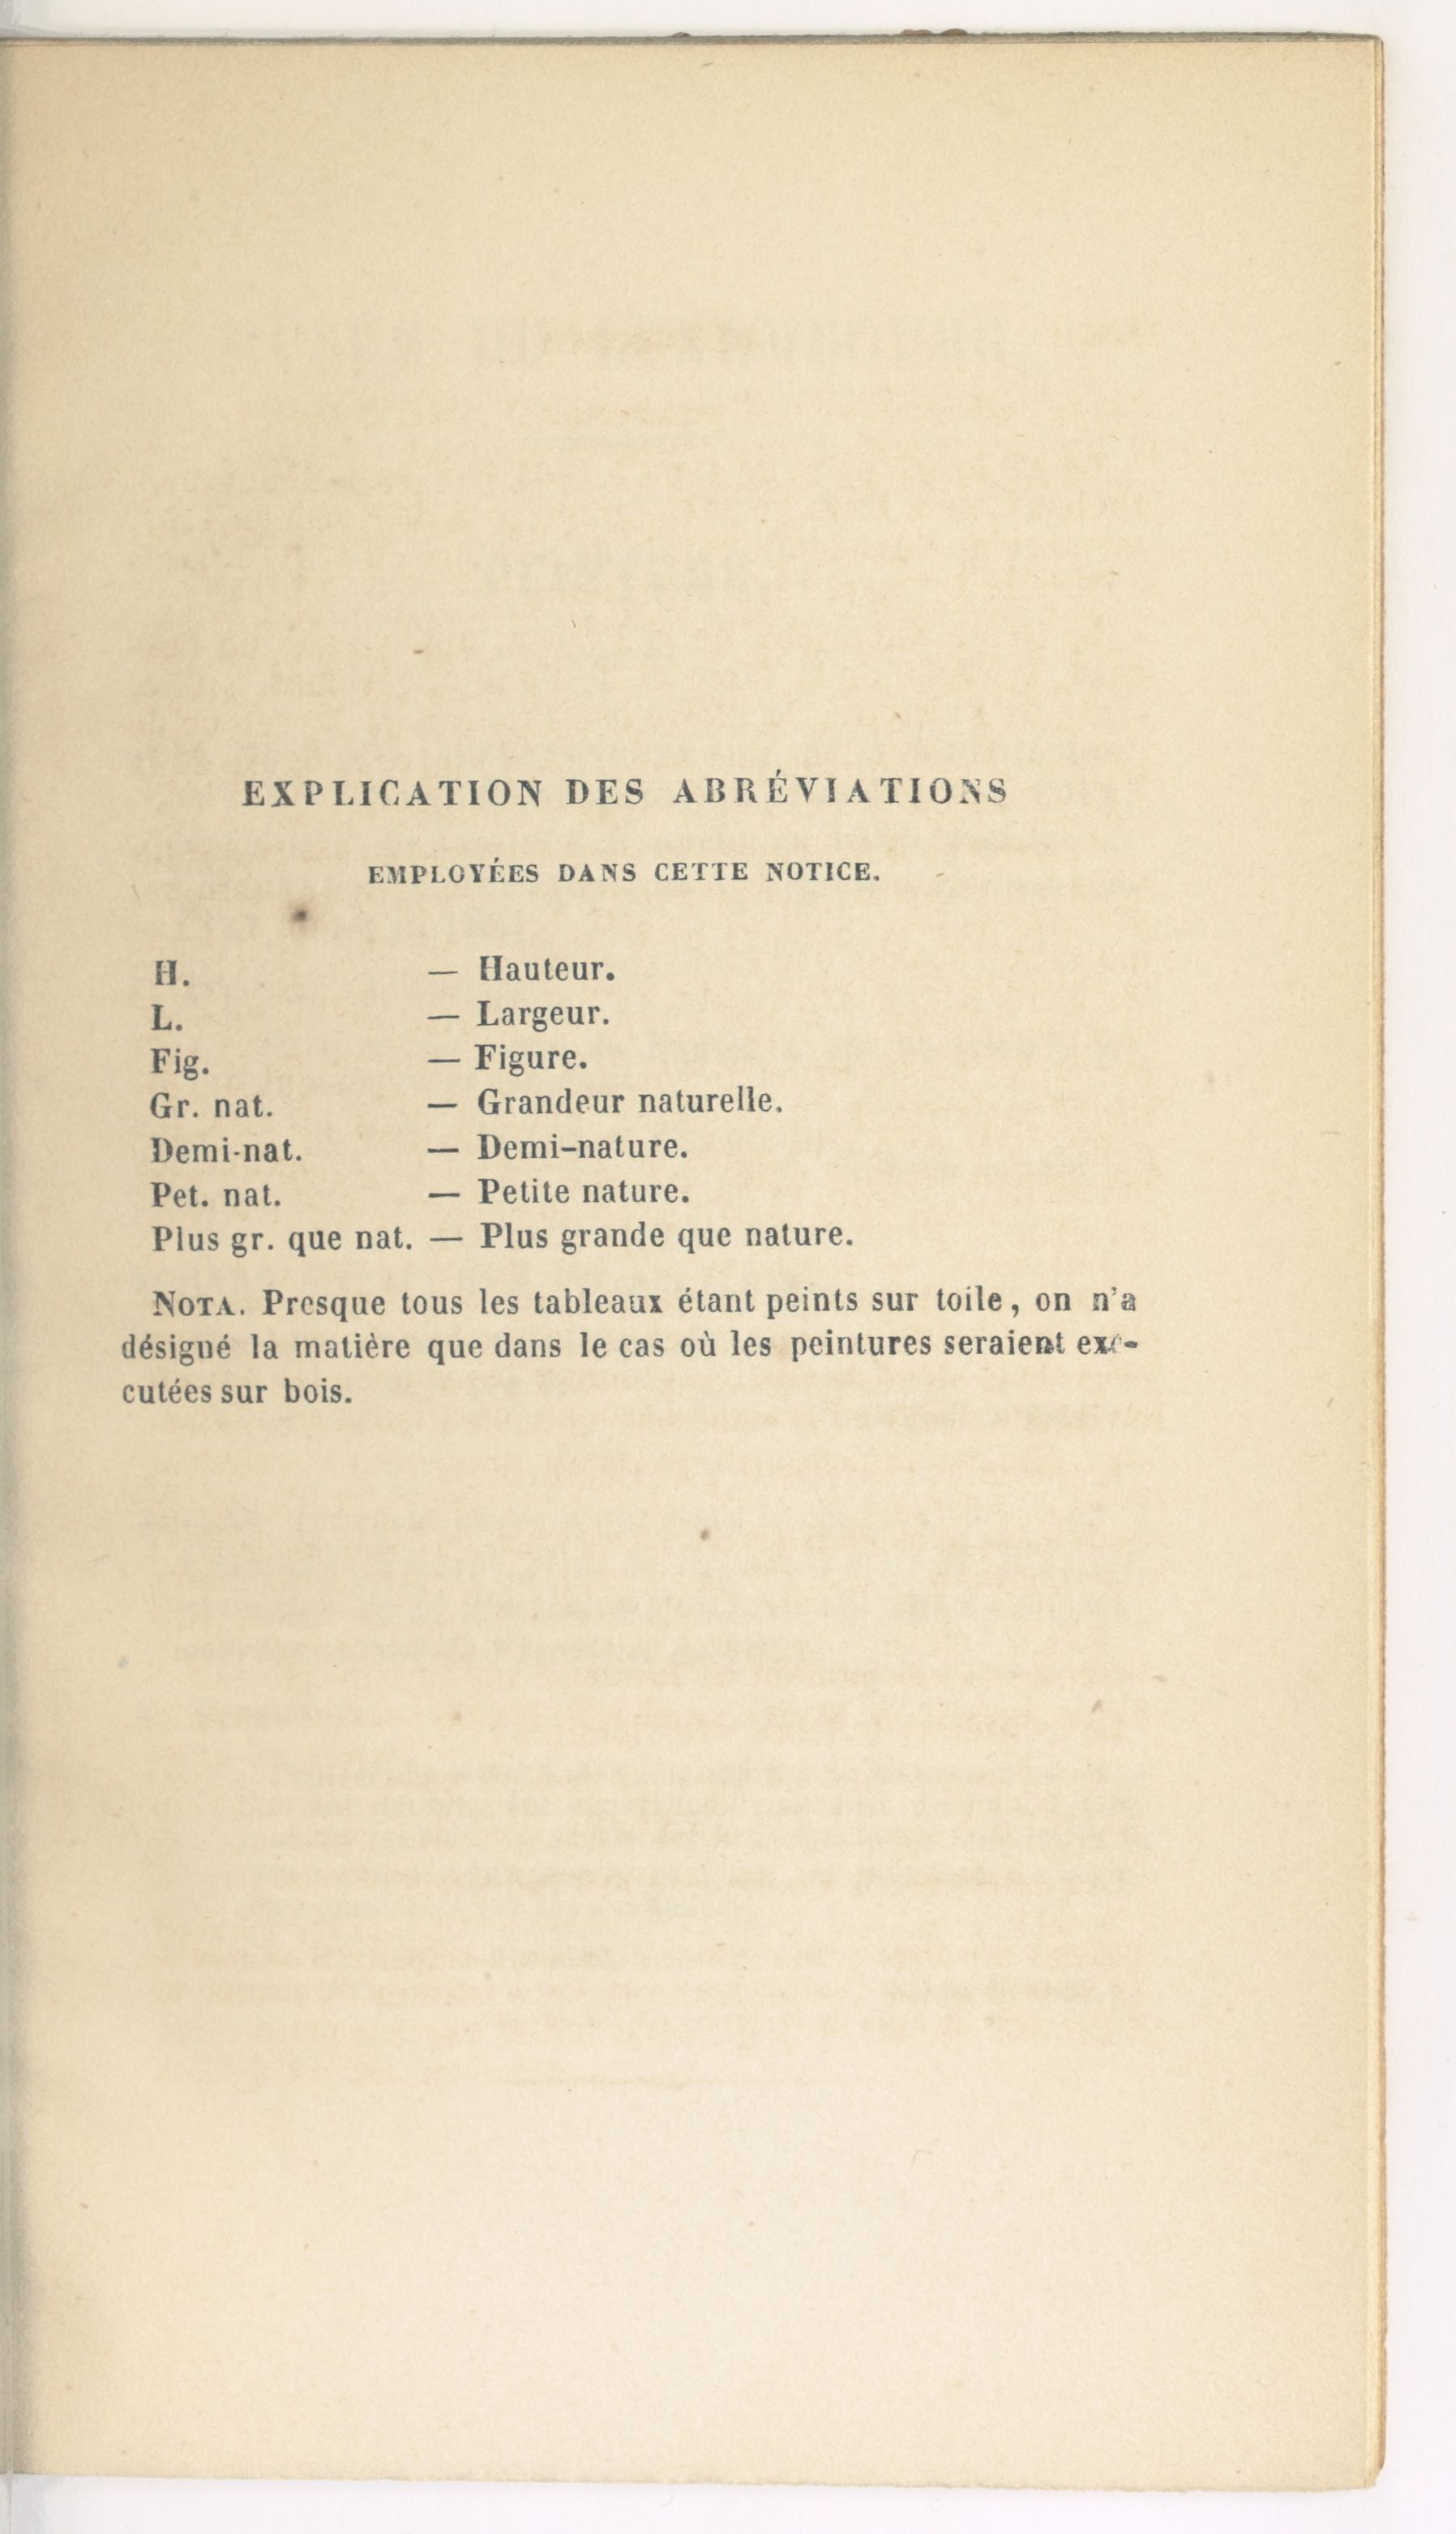 EXPLICATION DES ABRÉVIATIONS
EMPLOYÉES DANS CETTE NOTICE.
H. — Hauteur.
L. — Largeur.
Fig. — Figure.
Gr. nat. — Grandeur naturelle.
Demi-nat. — Demi-nature.
Pet. nat. — Petite nature.
Plus gr. que nat. — Plus grande que nature.
NOTA. Presque tous les tableaux étant peints sur toile, on n'a
désigné la matière que dans le cas où les peintures seraient exé-
cutées sur bois.